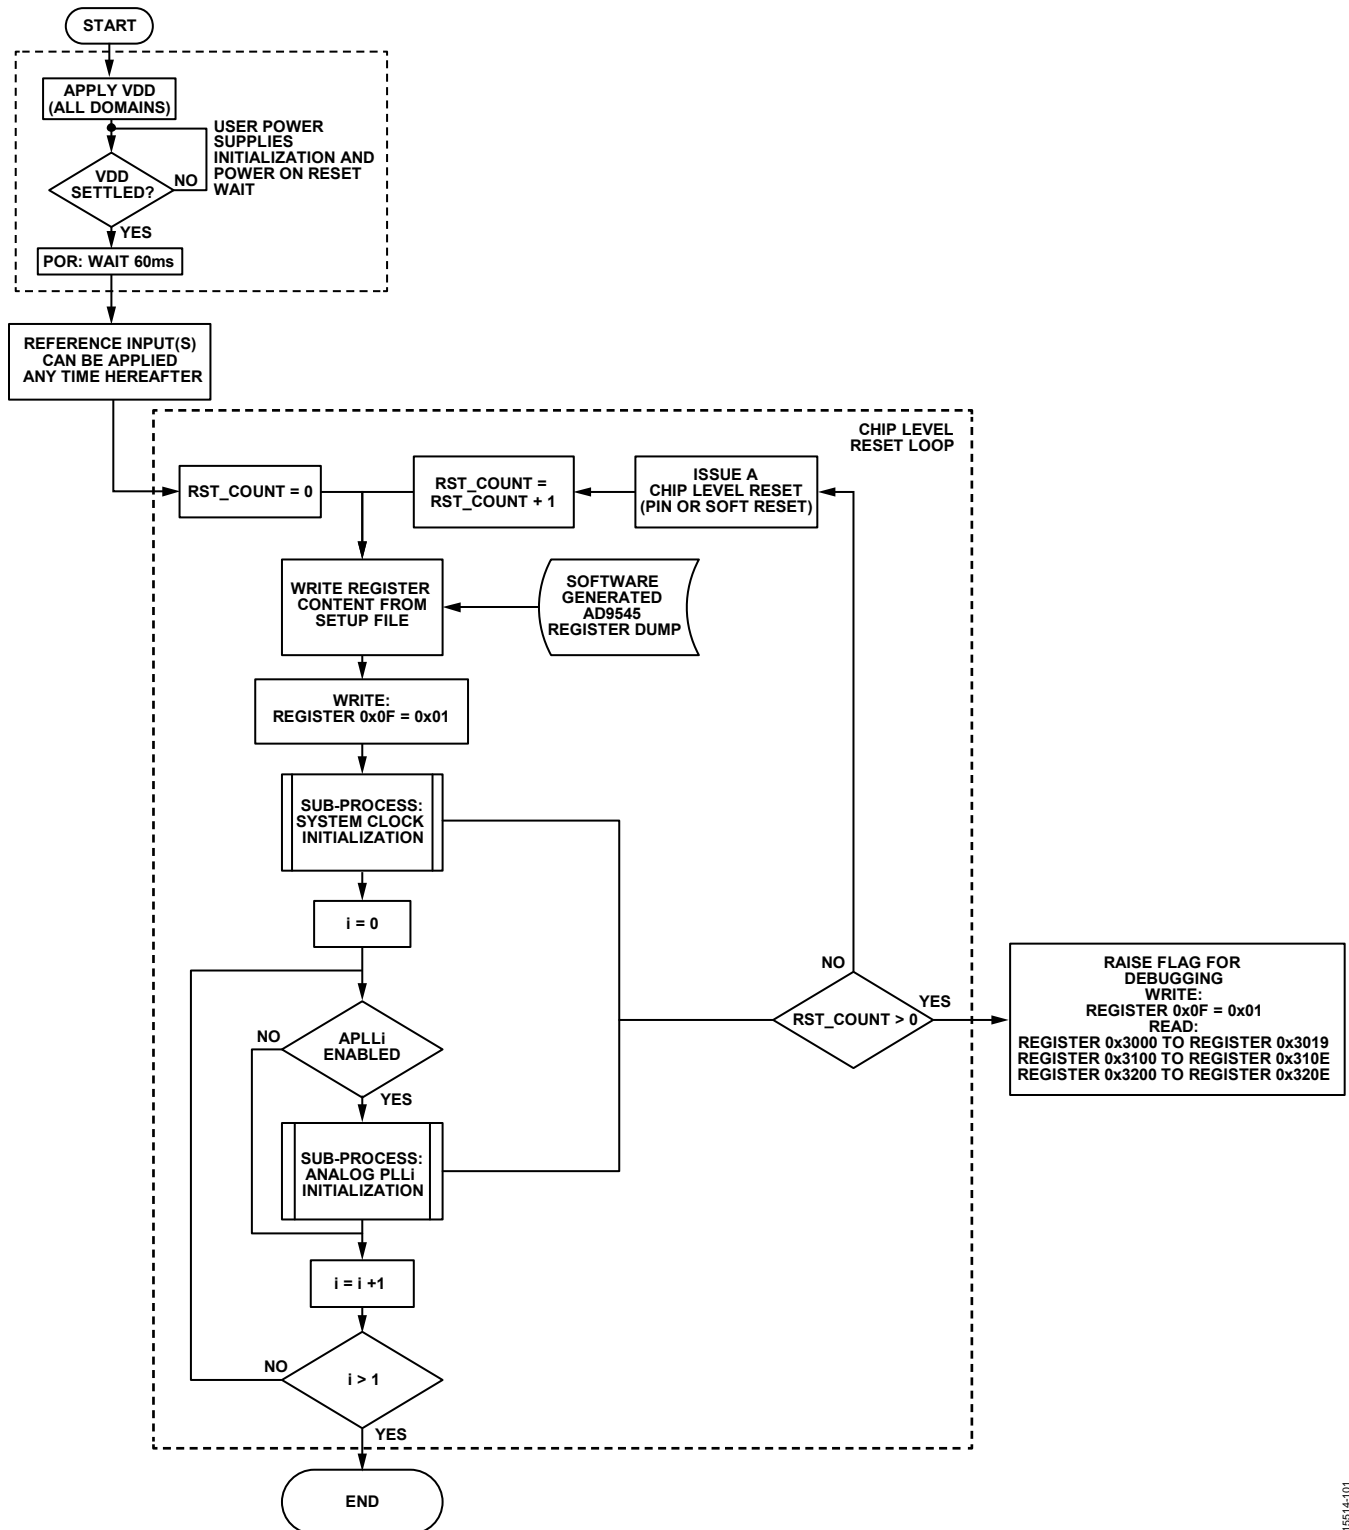 START
APPLY VDD
(ALL DOMAINS)
USER POWER
SUPPLIES
INITIALIZATION AND
POWER ON RESET
WAIT
VDD
SETTLED?
NO
YES
POR: WAIT 60ms
REFERENCE INPUT(S)
CAN BE APPLIED
ANY TIME HEREAFTER
CHIP LEVEL
RESET LOOP
RST_COUNT = 0
RST_COUNT =
RST_COUNT + 1
ISSUE A
CHIP LEVEL RESET
(PIN OR SOFT RESET)
WRITE REGISTER
CONTENT FROM
SETUP FILE
SOFTWARE
GENERATED
AD9545
REGISTER DUMP
WRITE:
REGISTER 0x0F = 0x01
SUB-PROCESS:
SYSTEM CLOCK
INITIALIZATION
i = 0
NO
APLLi
ENABLED
YES
NO
RST_COUNT > 0
YES
RAISE FLAG FOR
DEBUGGING
WRITE:
REGISTER 0x0F = 0x01
READ:
REGISTER 0x3000 TO REGISTER 0x3019
REGISTER 0x3100 TO REGISTER 0x310E
REGISTER 0x3200 TO REGISTER 0x320E
SUB-PROCESS:
ANALOG PLLi
INITIALIZATION
i = i +1
NO
i > 1
YES
END
15514-101